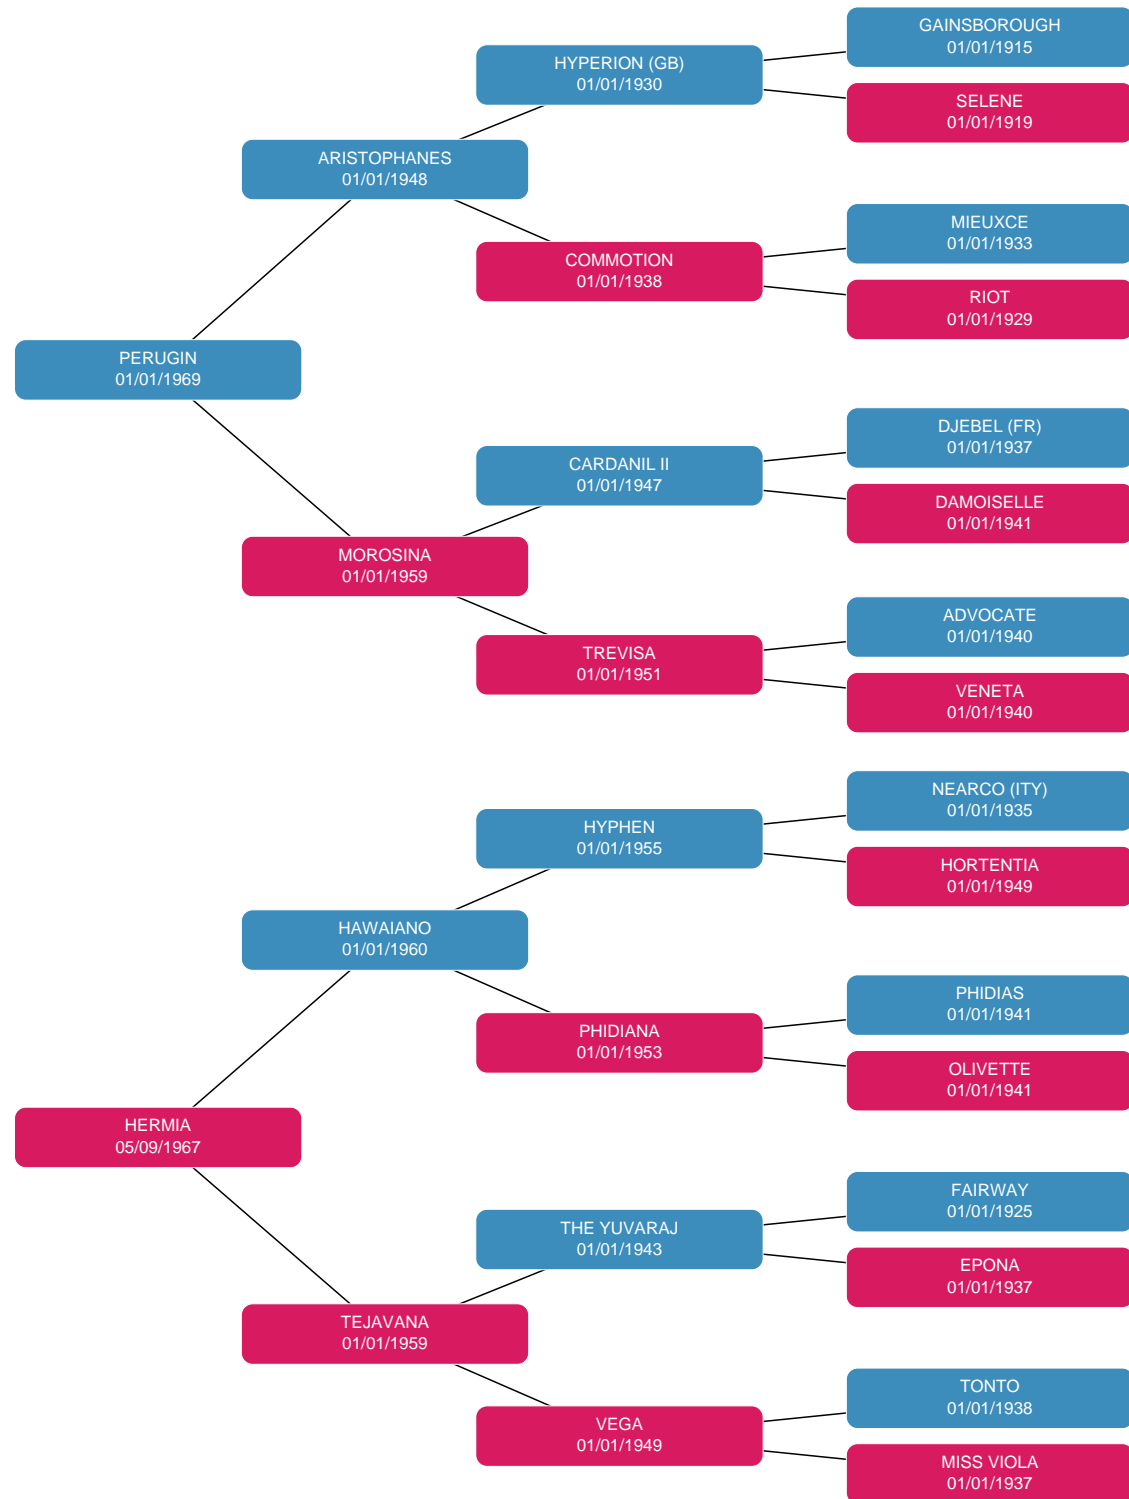 GAINSBOROUGH
01/01/1915
HYPERION (GB)
01/01/1930
SELENE
01/01/1919
ARISTOPHANES
01/01/1948
MIEUXCE
01/01/1933
COMMOTION
01/01/1938
RIOT
01/01/1929
PERUGIN
01/01/1969
DJEBEL (FR)
01/01/1937
CARDANIL II
01/01/1947
DAMOISELLE
01/01/1941
MOROSINA
01/01/1959
ADVOCATE
01/01/1940
TREVISA
01/01/1951
VENETA
01/01/1940
NEARCO (ITY)
01/01/1935
HYPHEN
01/01/1955
HORTENTIA
01/01/1949
HAWAIANO
01/01/1960
PHIDIAS
01/01/1941
PHIDIANA
01/01/1953
OLIVETTE
01/01/1941
HERMIA
05/09/1967
FAIRWAY
01/01/1925
THE YUVARAJ
01/01/1943
EPONA
01/01/1937
TEJAVANA
01/01/1959
TONTO
01/01/1938
VEGA
01/01/1949
MISS VIOLA
01/01/1937